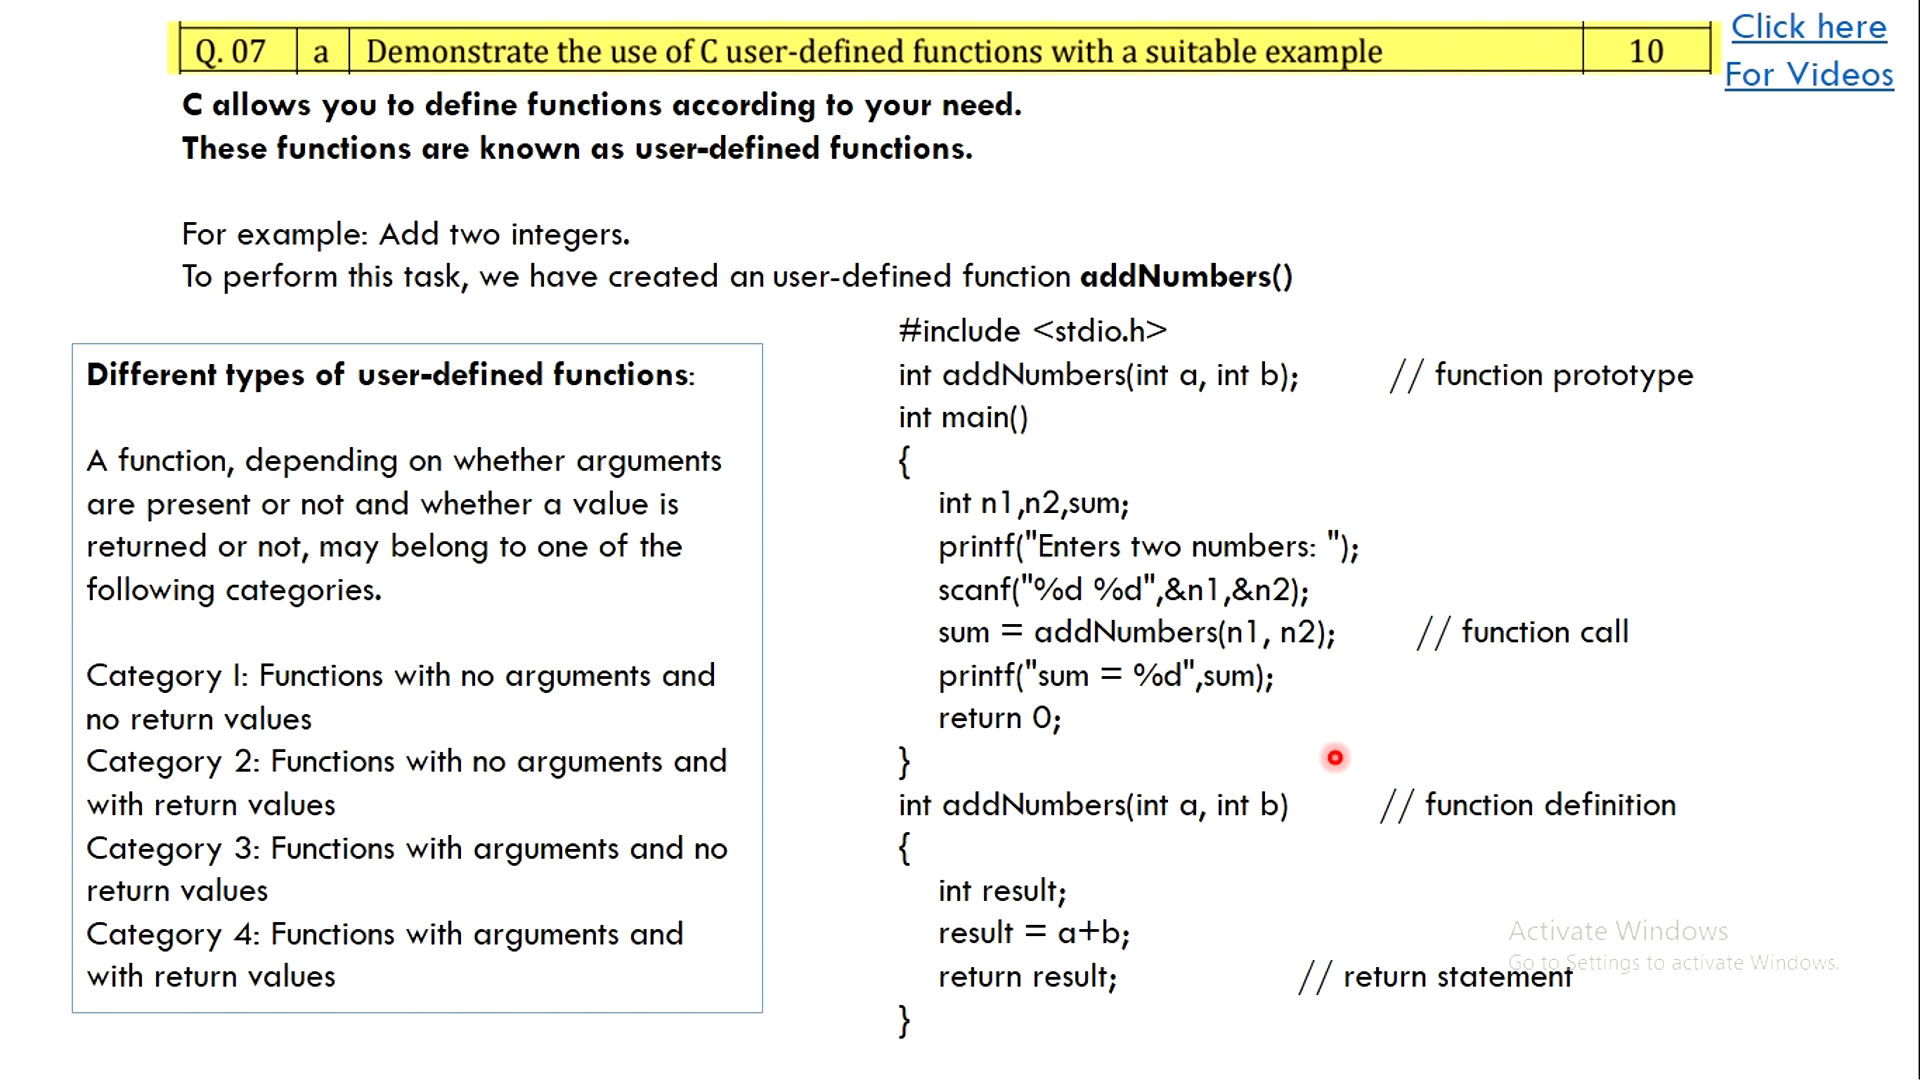 Q. 07 a Demonstrate the use of C user-defined functions with a suitable example 10
Click here
For Videos
C allows you to define functions according to your need.
These functions are known as user-defined functions.
For example: Add two integers.
To perform this task, we have created an user-defined function addNumbers()
Different types of user-defined functions:
A function, depending on whether arguments
are present or not and whether a value is
returned or not, may belong to one of the
following categories.
Category I: Functions with no arguments and
no return values
Category 2: Functions with no arguments and
with return values
Category 3: Functions with arguments and no
return values
Category 4: Functions with arguments and
with return values
#include <stdio.h>
int addNumbers(int a, int b); // function prototype
int main()
{
int n1,n2,sum;
printf("Enters two numbers: ");
scanf("%d %d",&n1,&n2);
sum = addNumbers(n1, n2); // function call
printf("sum = %d",sum);
return 0;
}
int addNumbers(int a, int b) // function definition
{
int result;
result = a+b;
return result; // return statement
}
Activate Windows
Go to Settings to activate Windows.